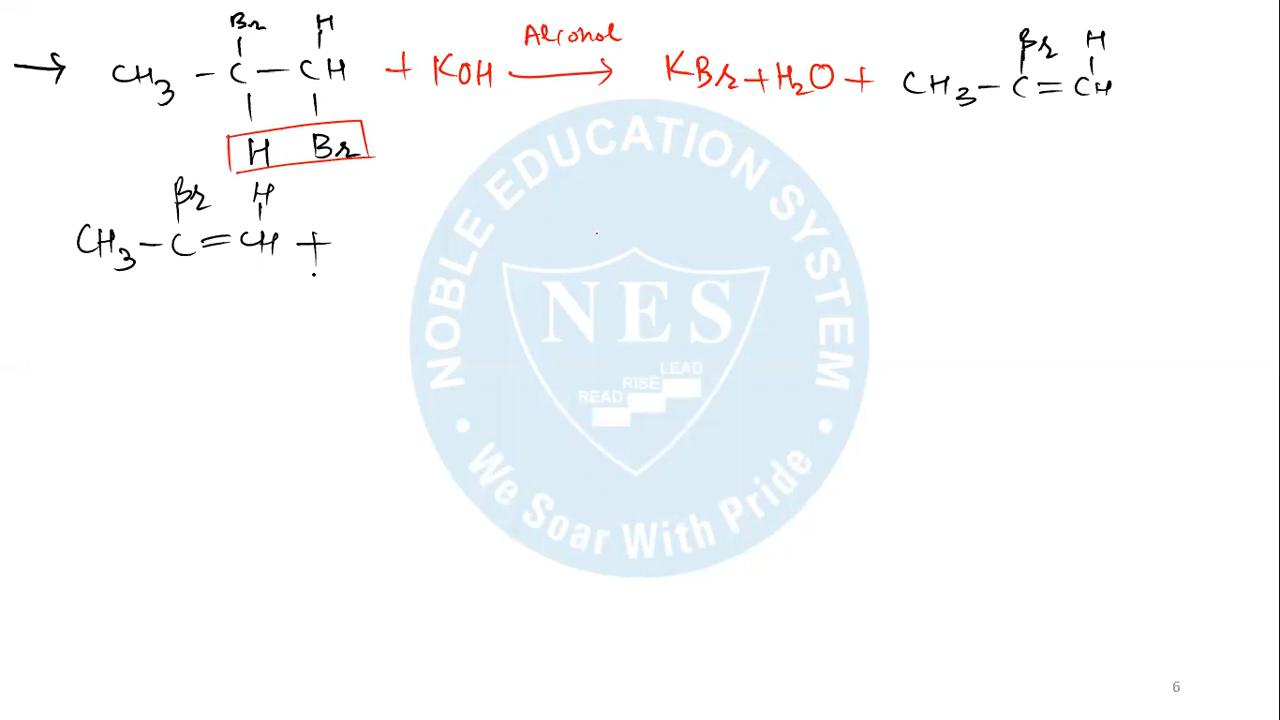 Br H Br H
→ CH3 - C - CH + KOH Alcohol → KBr + H2O + CH3 - C = CH
H Br
Br H
CH3 - C = CH +
NOBLE EDUCATION SYSTEM
NES
READ RISE LEAD
• We Soar With Pride •
6